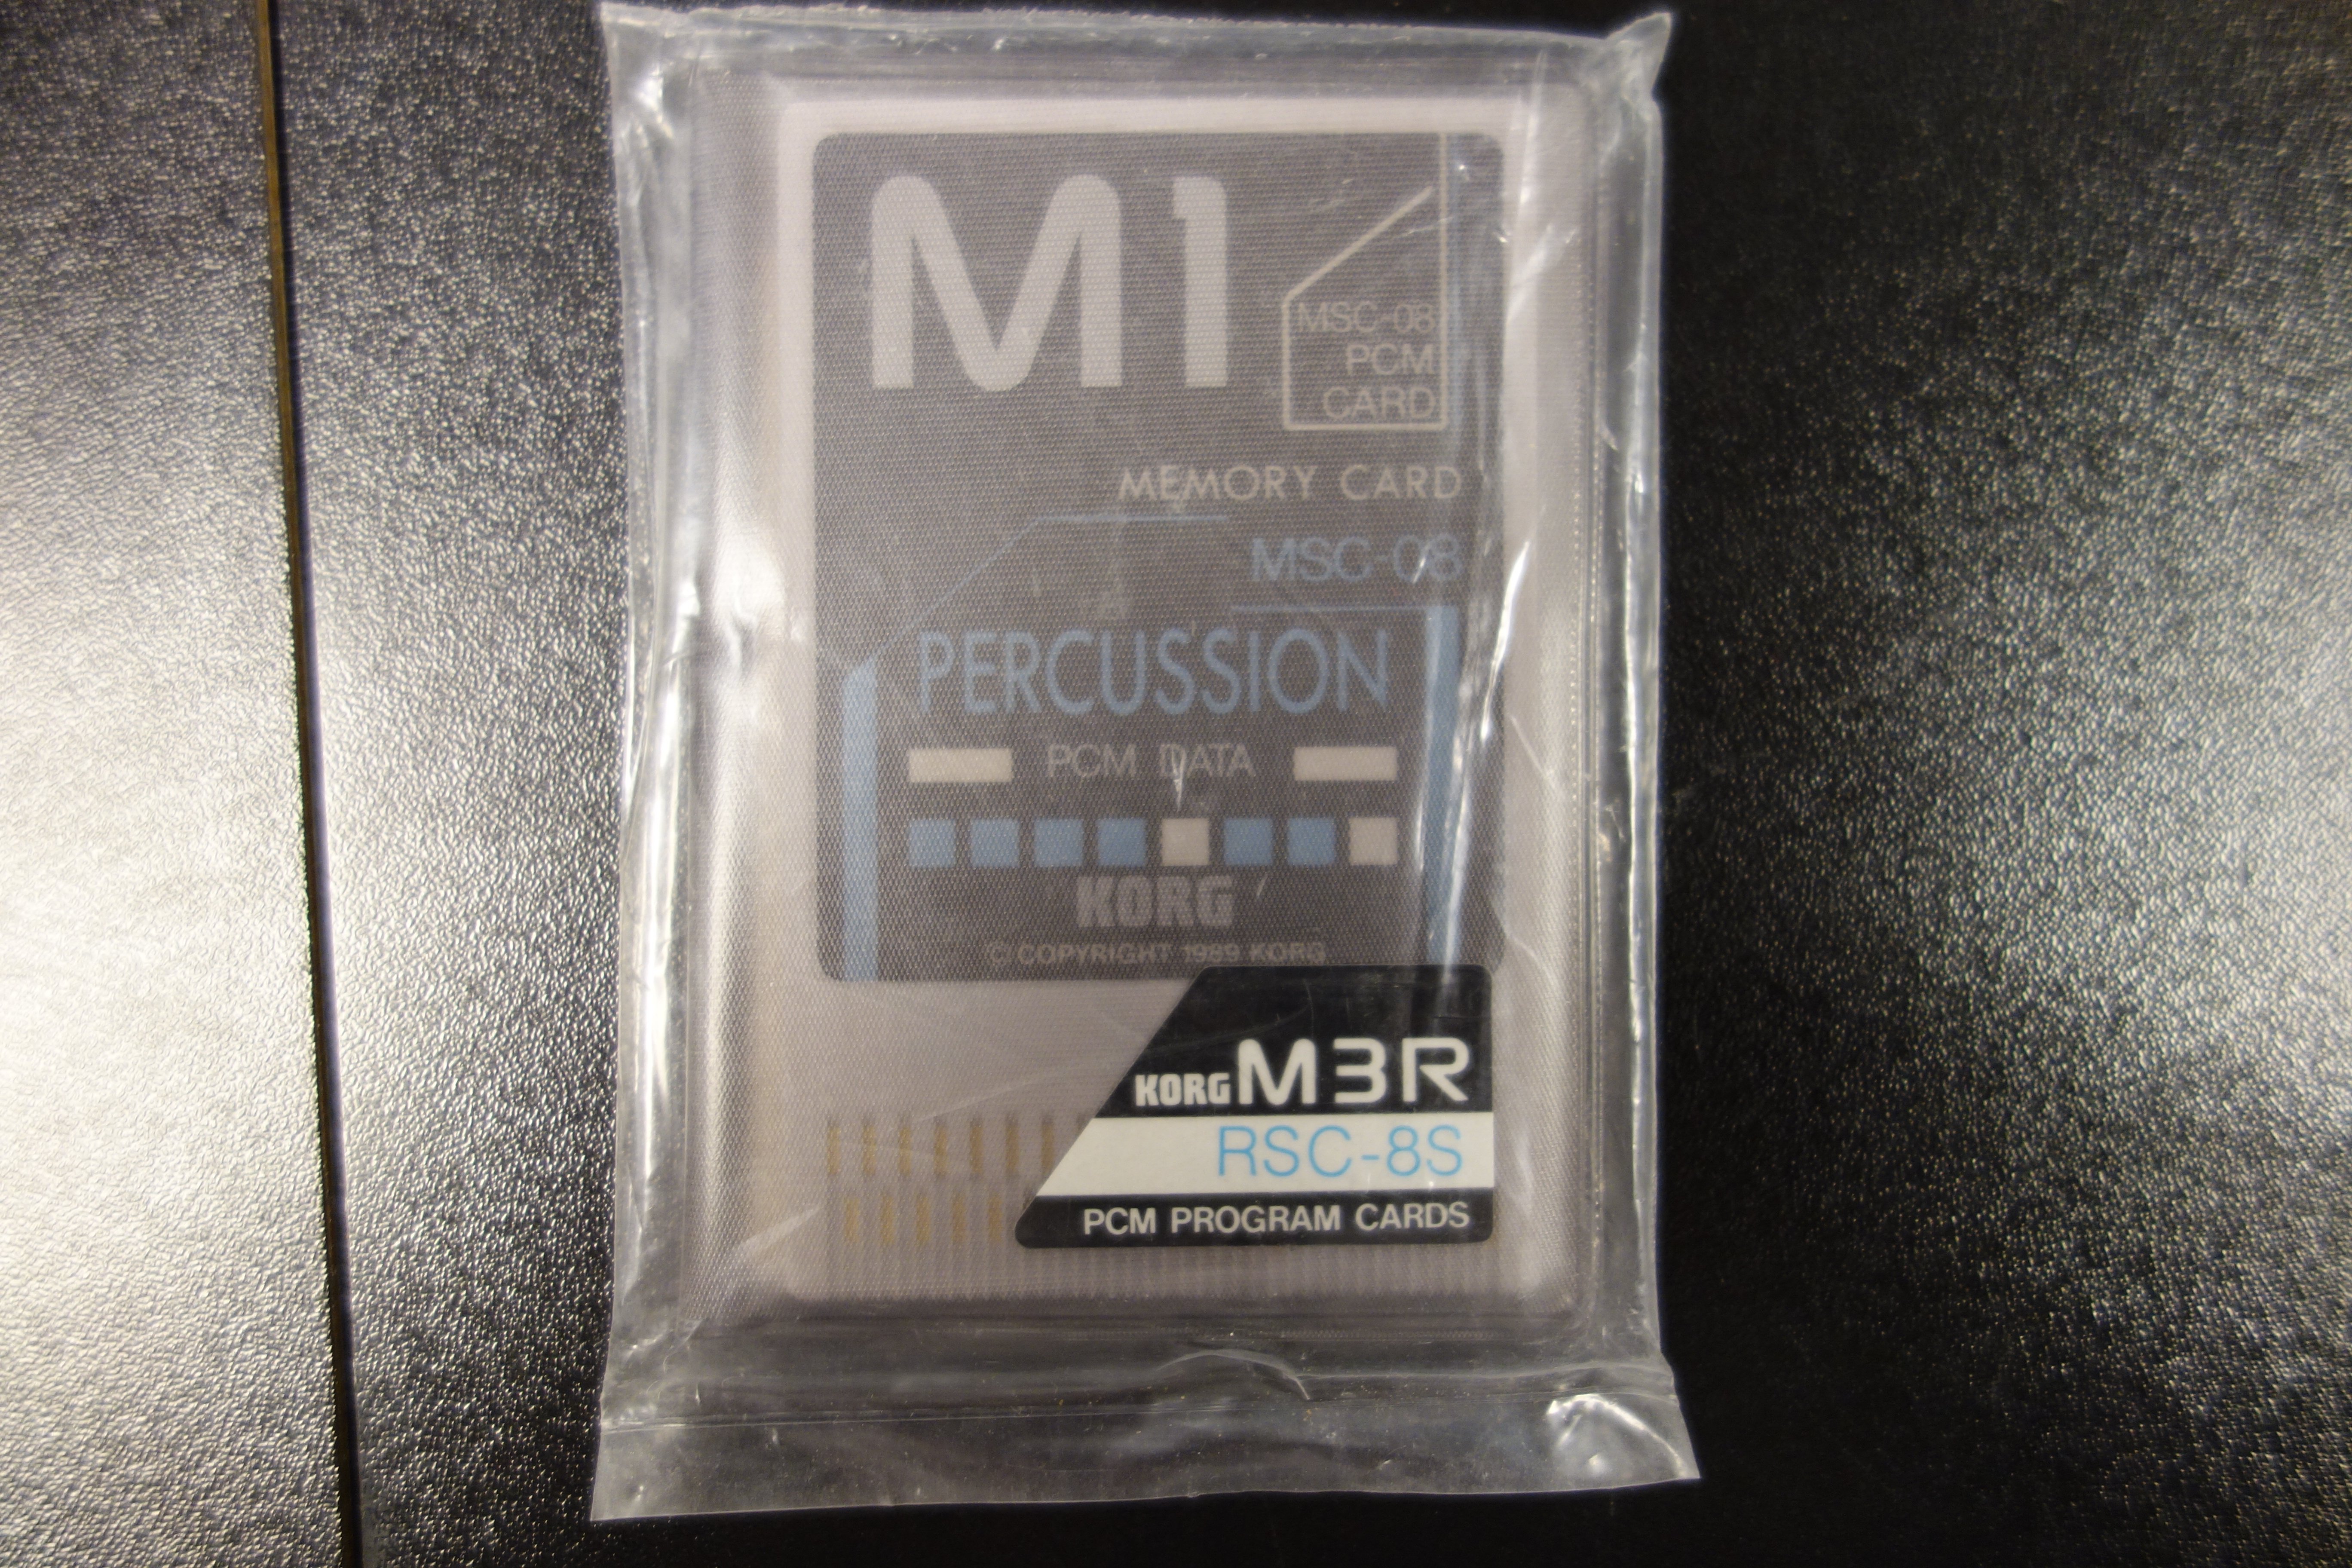 M1
MSC-08
PCM
CARD
MEMORY CARD
MSC-08
PERCUSSION
PCM DATA
KORG
© COPYRIGHT 1999 KORG
KORG M3R
RSC-8S
PCM PROGRAM CARDS